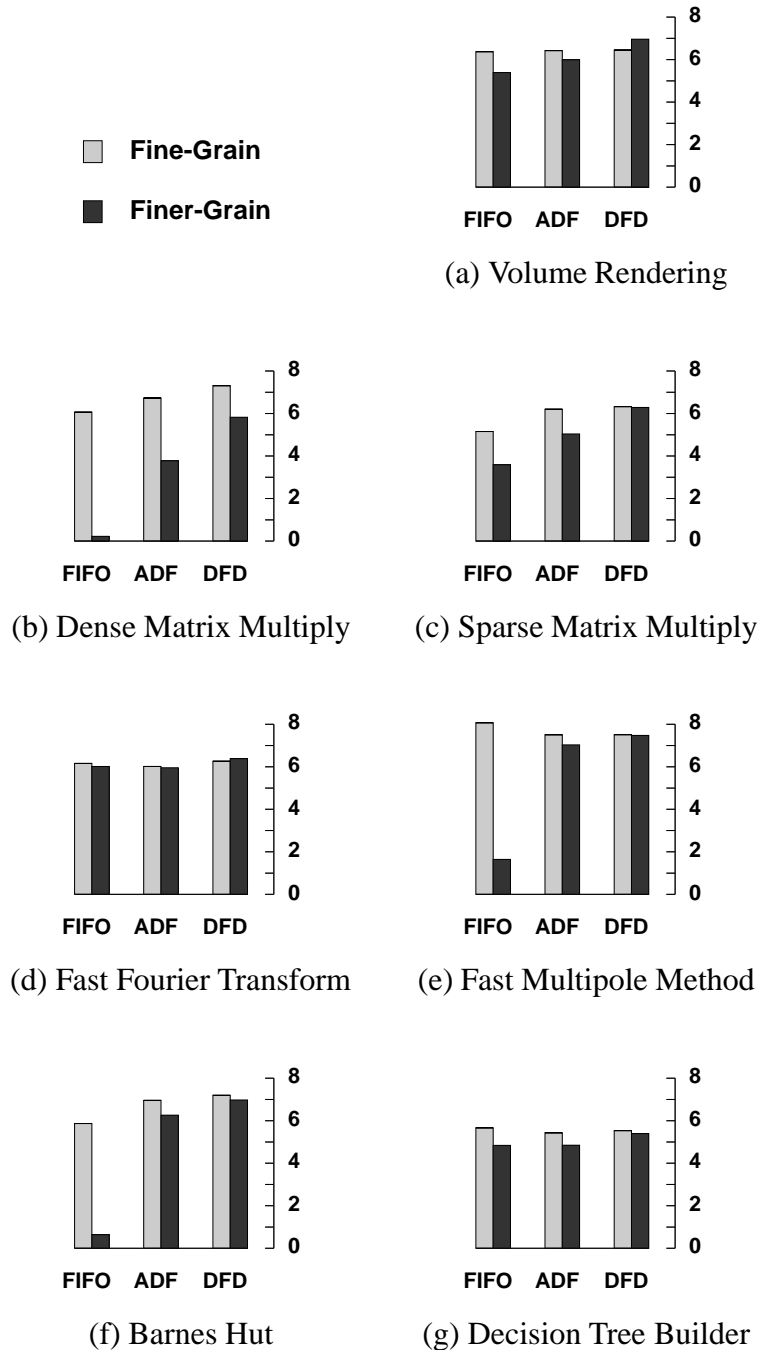 8
6
4
2
0
Fine-Grain
Finer-Grain
FIFO ADF DFD
(a) Volume Rendering
8
6
4
2
0
FIFO ADF DFD
(b) Dense Matrix Multiply
8
6
4
2
0
FIFO ADF DFD
(c) Sparse Matrix Multiply
8
6
4
2
0
FIFO ADF DFD
(d) Fast Fourier Transform
8
6
4
2
0
FIFO ADF DFD
(e) Fast Multipole Method
8
6
4
2
0
FIFO ADF DFD
(f) Barnes Hut
8
6
4
2
0
FIFO ADF DFD
(g) Decision Tree Builder